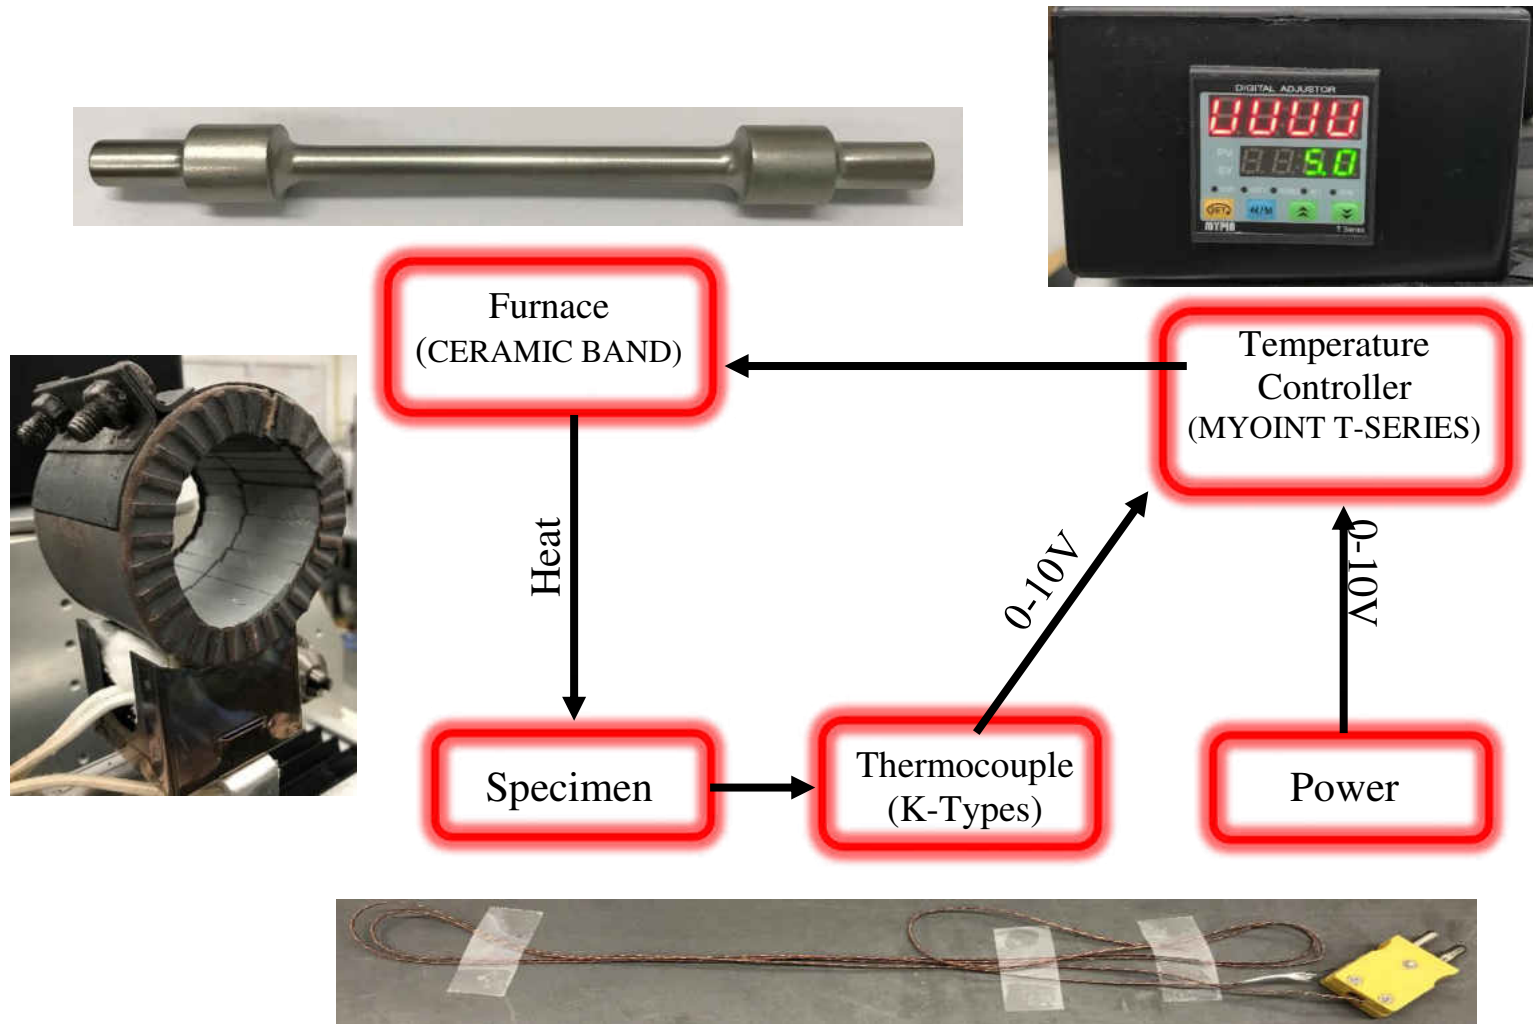 DIGITAL ADJUSTOR
5.0
PV
SV
SET
T Series
Furnace
(CERAMIC BAND)
Temperature
Controller
(MYOINT T-SERIES)
Heat
0-10V
0-10V
Specimen
Thermocouple
(K-Types)
Power